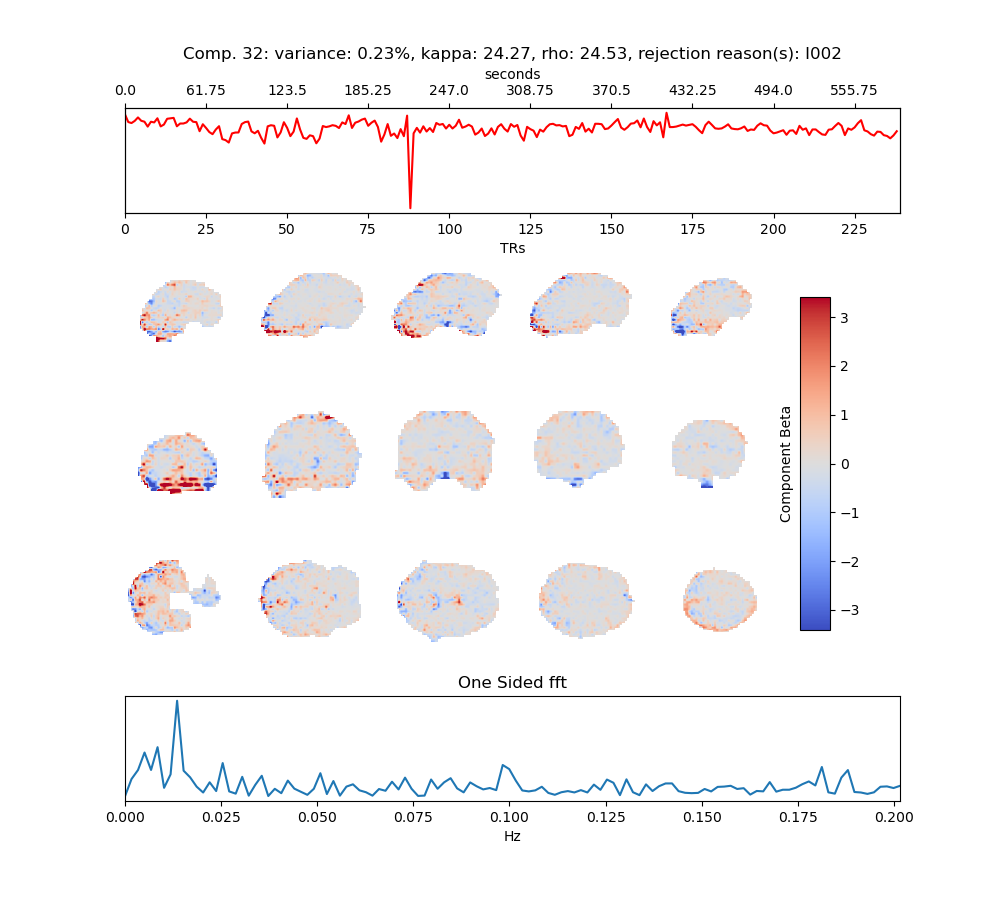 Comp. 32: variance: 0.23%, kappa: 24.27, rho: 24.53, rejection reason(s): I002
seconds
0.0 61.75 123.5 185.25 247.0 308.75 370.5 432.25 494.0 555.75
0 25 50 75 100 125 150 175 200 225
TRs
3
2
1
0
−1
−2
−3
Component Beta
One Sided fft
0.000 0.025 0.050 0.075 0.100 0.125 0.150 0.175 0.200
Hz